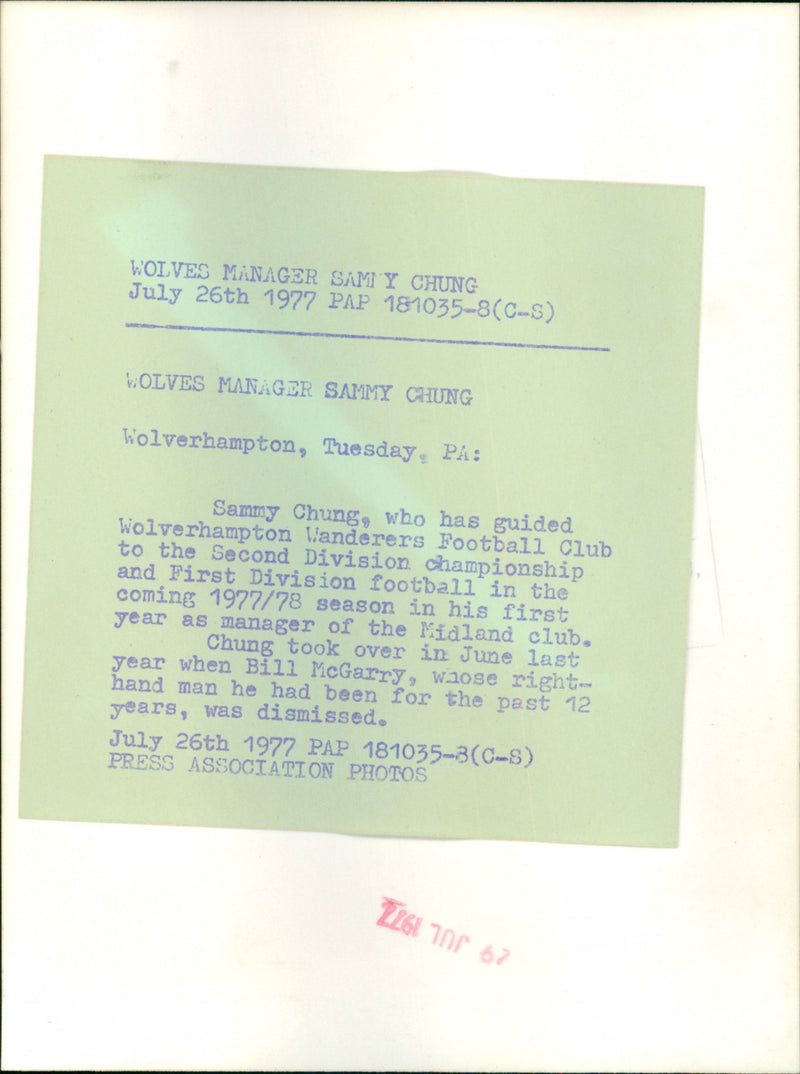 WOLVES MANAGER SAMMY CHUNG
July 26th 1977 PAP 181035-8(C-S)
WOLVES MANAGER SAMMY CHUNG
Wolverhampton, Tuesday, PA:
Sammy Chung, who has guided
Wolverhampton Wanderers Football Club
to the Second Division championship
and First Division football in the
coming 1977/78 season in his first
year as manager of the Midland club.
Chung took over in June last
year when Bill McGarry, whose right-
hand man he had been for the past 12
years, was dismissed.
July 26th 1977 PAP 181035-8(C-S)
PRESS ASSOCIATION PHOTOS
JUL 1977